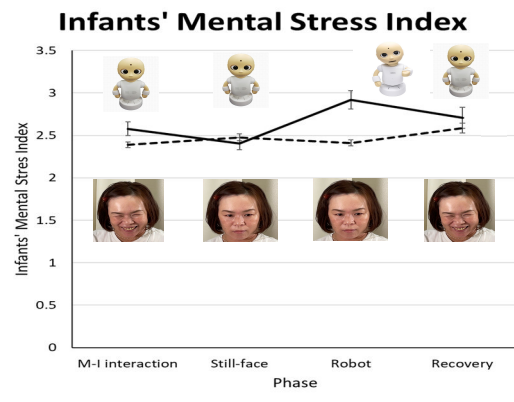 Infants' Mental Stress Index
3.5
3
2.5
2
1.5
1
0.5
0
Infants' Mental Stres Index
M-I interaction Still-face Robot Recovery
Phase